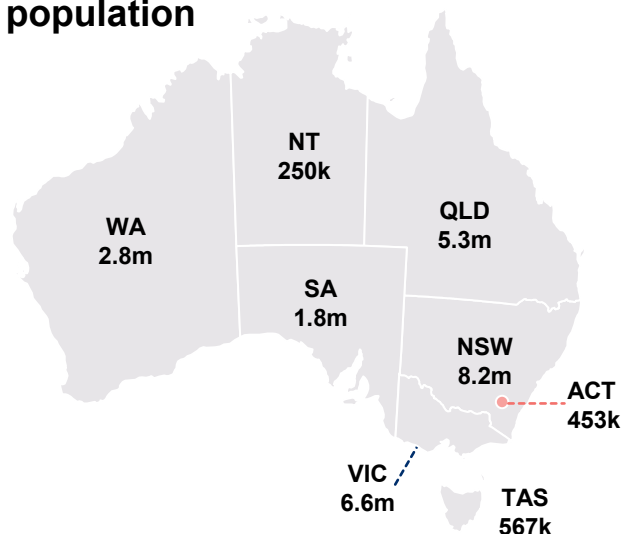 population
NT
250k
QLD
5.3m
WA
2.8m
SA
1.8m
NSW
8.2m
ACT
453k
VIC
6.6m
TAS
567k